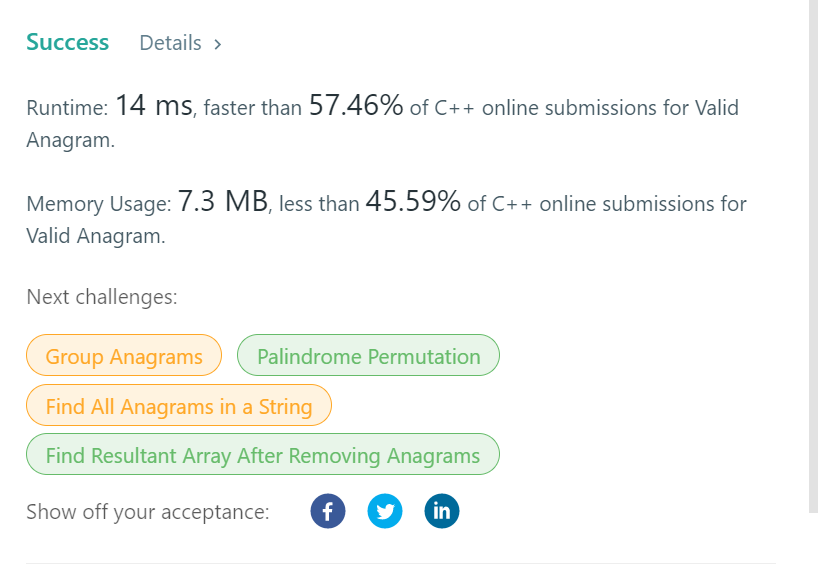 Success Details >
Runtime: 14 ms, faster than 57.46% of C++ online submissions for Valid
Anagram.
Memory Usage: 7.3 MB, less than 45.59% of C++ online submissions for
Valid Anagram.
Next challenges:
Group Anagrams Palindrome Permutation
Find All Anagrams in a String
Find Resultant Array After Removing Anagrams
Show off your acceptance: f in